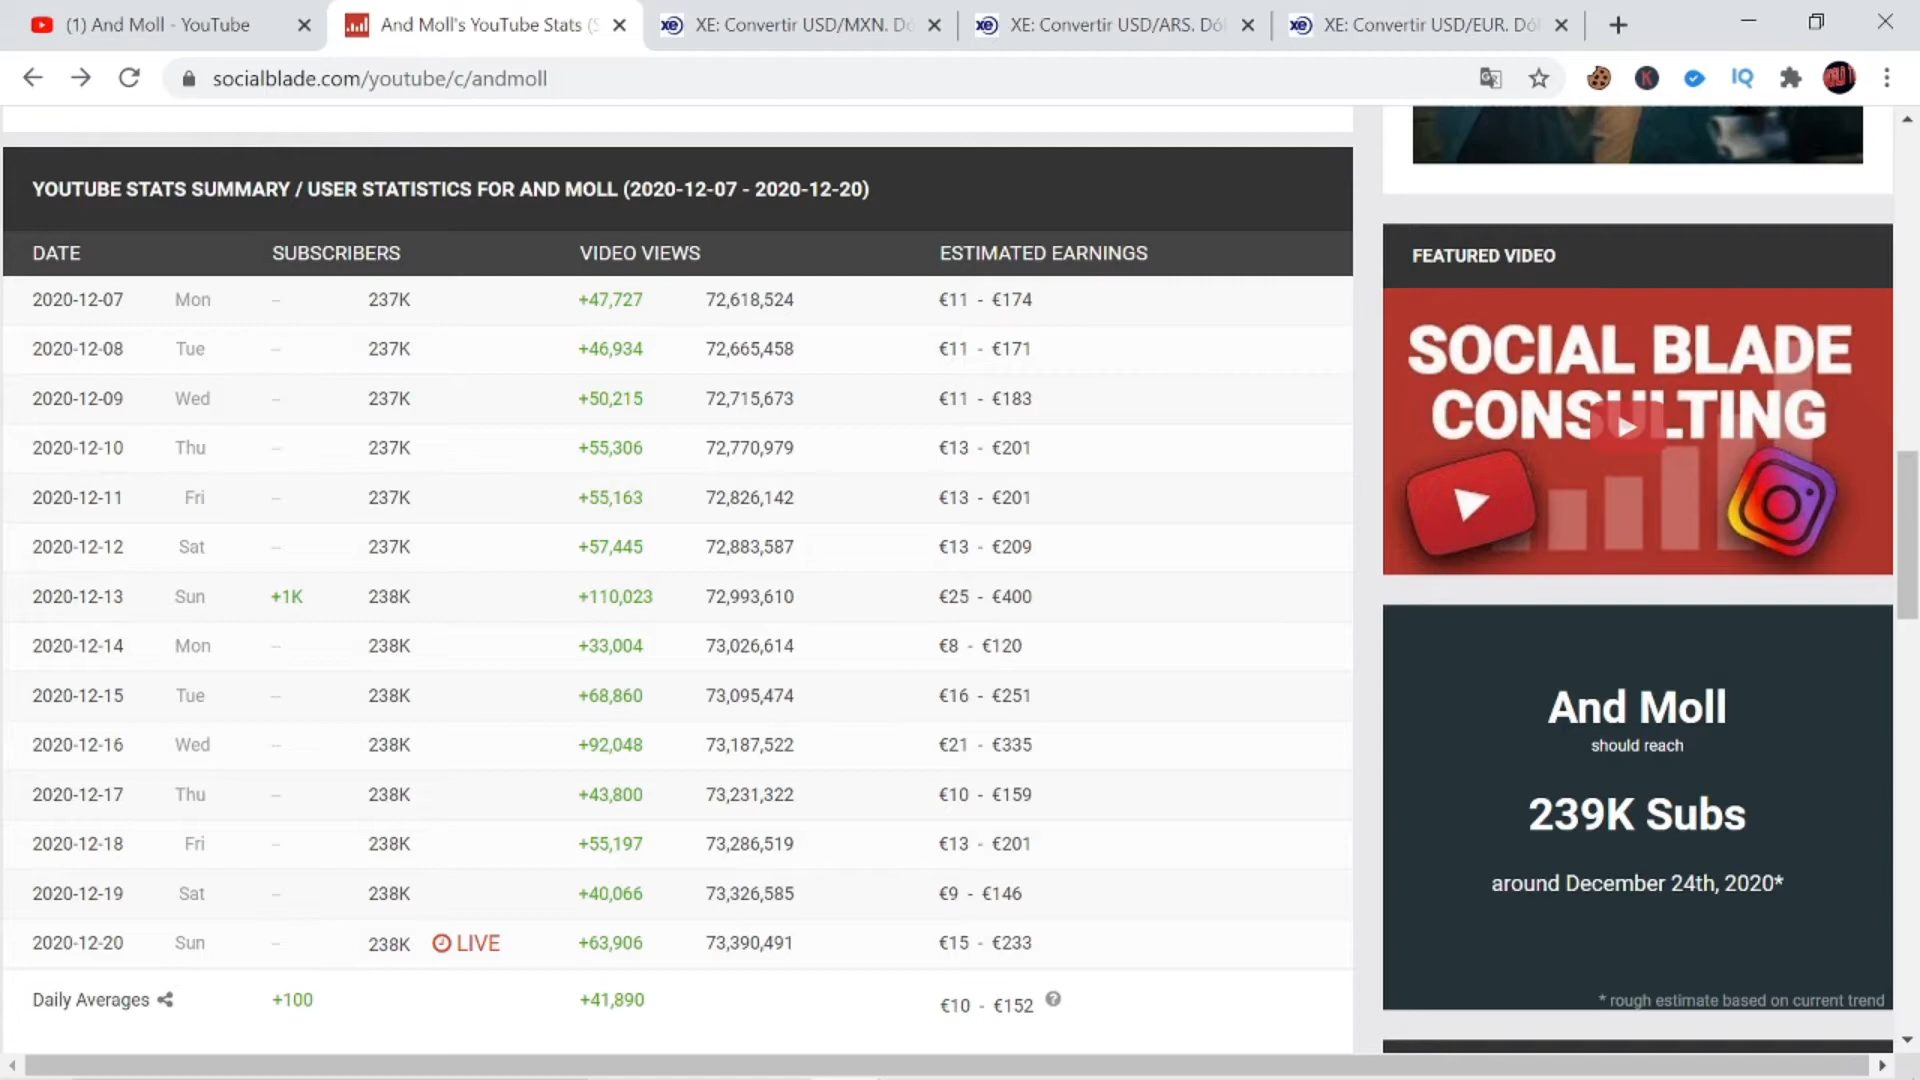 (1) And Moll - YouTube
And Moll's YouTube Stats (S
XE: Convertir USD/MXN. Dó
XE: Convertir USD/ARS. Dól
XE: Convertir USD/EUR. Dól
socialblade.com/youtube/c/andmoll
K
IQ
YOUTUBE STATS SUMMARY / USER STATISTICS FOR AND MOLL (2020-12-07 - 2020-12-20)
DATE SUBSCRIBERS VIDEO VIEWS ESTIMATED EARNINGS
2020-12-07 Mon -- 237K +47,727 72,618,524 €11 - €174
2020-12-08 Tue -- 237K +46,934 72,665,458 €11 - €171
2020-12-09 Wed -- 237K +50,215 72,715,673 €11 - €183
2020-12-10 Thu -- 237K +55,306 72,770,979 €13 - €201
2020-12-11 Fri -- 237K +55,163 72,826,142 €13 - €201
2020-12-12 Sat -- 237K +57,445 72,883,587 €13 - €209
2020-12-13 Sun +1K 238K +110,023 72,993,610 €25 - €400
2020-12-14 Mon -- 238K +33,004 73,026,614 €8 - €120
2020-12-15 Tue -- 238K +68,860 73,095,474 €16 - €251
2020-12-16 Wed -- 238K +92,048 73,187,522 €21 - €335
2020-12-17 Thu -- 238K +43,800 73,231,322 €10 - €159
2020-12-18 Fri -- 238K +55,197 73,286,519 €13 - €201
2020-12-19 Sat -- 238K +40,066 73,326,585 €9 - €146
2020-12-20 Sun -- 238K LIVE +63,906 73,390,491 €15 - €233
Daily Averages +100 +41,890 €10 - €152
FEATURED VIDEO
SOCIAL BLADE
CONSULTING
And Moll
should reach
239K Subs
around December 24th, 2020*
* rough estimate based on current trend